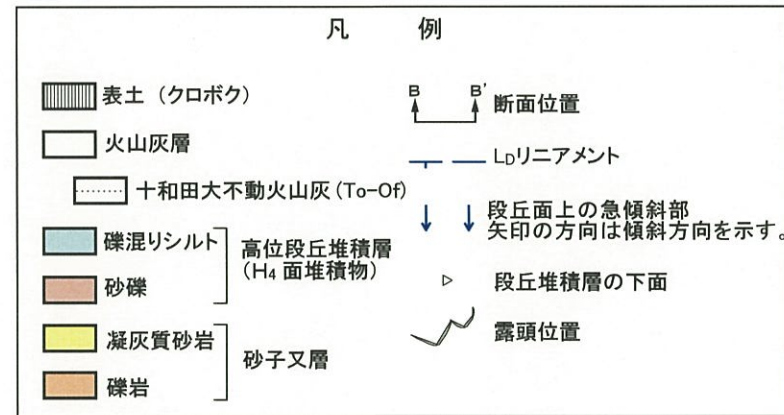 凡 例
表土（クロボク）
火山灰層
十和田大不動火山灰(To-Of)
礫混りシルト
砂礫
高位段丘堆積層
（H4 面堆積物）
凝灰質砂岩
礫岩
砂子又層
B B'
断面位置
LDリニアメント
段丘面上の急傾斜部
矢印の方向は傾斜方向を示す。
段丘堆積層の下面
露頭位置